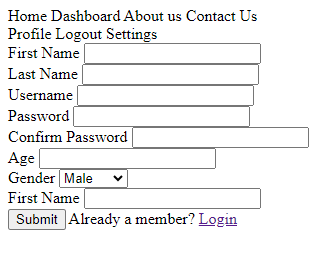 Home Dashboard About us Contact Us
Profile Logout Settings
First Name
Last Name
Username
Password
Confirm Password
Age
Gender Male
First Name
Submit Already a member? Login